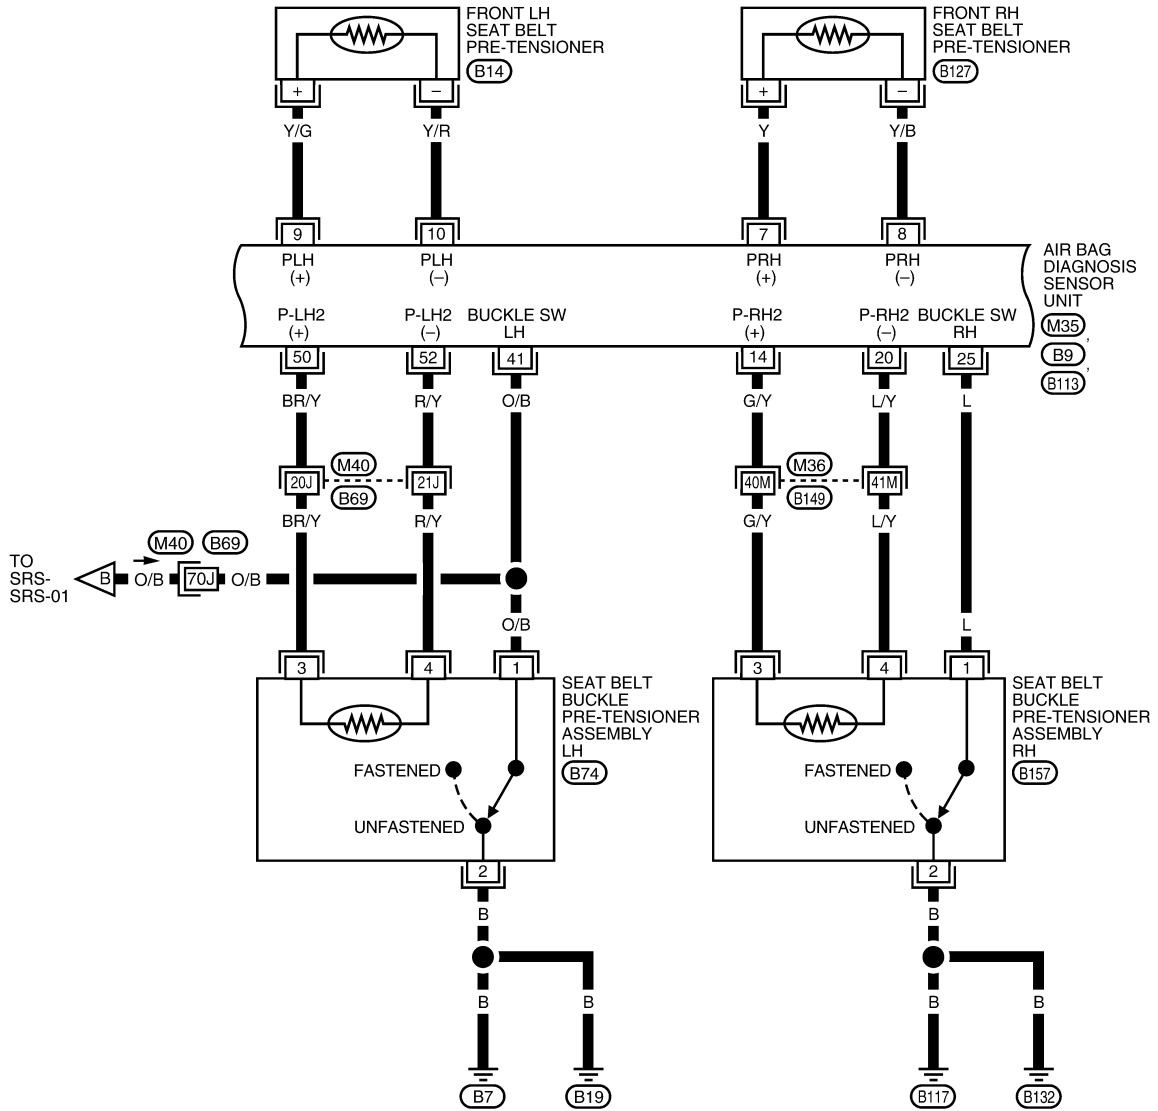 FRONT LH
SEAT BELT
PRE-TENSIONER
B14
FRONT RH
SEAT BELT
PRE-TENSIONER
B127
+ − + −
Y/G Y/R Y Y/B
9 10 7 8
PLH (+)
PLH (−)
PRH (+)
PRH (−)
AIR BAG
DIAGNOSIS
SENSOR
UNIT
M35 ,
B9 ,
B113
P-LH2 (+)
P-LH2 (−)
BUCKLE SW
LH
P-RH2 (+)
P-RH2 (−)
BUCKLE SW
RH
50 52 41 14 20 25
BR/Y R/Y O/B G/Y L/Y L
20J M40 21J 40M M36 41M
B69 B149
BR/Y R/Y G/Y L/Y
M40 B69
TO
SRS-
SRS-01
B O/B 70J O/B
O/B L
3 4 1 3 4 1
SEAT BELT
BUCKLE
PRE-TENSIONER
ASSEMBLY
LH
B74
SEAT BELT
BUCKLE
PRE-TENSIONER
ASSEMBLY
RH
B157
FASTENED FASTENED
UNFASTENED UNFASTENED
2 2
B B
B B B B
B7 B19 B117 B132